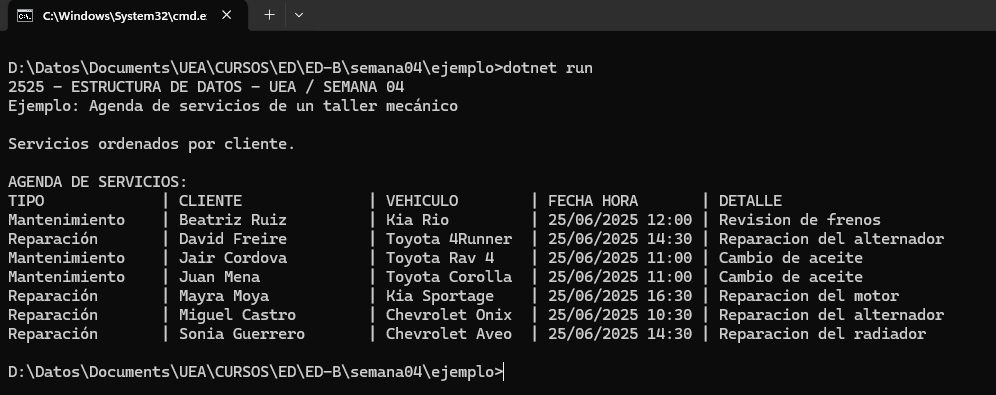 C:\Windows\System32\cmd.e
D:\Datos\Documents\UEA\CURSOS\ED\ED-B\semana04\ejemplo>dotnet run
2525 - ESTRUCTURA DE DATOS - UEA / SEMANA 04
Ejemplo: Agenda de servicios de un taller mecánico
Servicios ordenados por cliente.
AGENDA DE SERVICIOS:
TIPO | CLIENTE | VEHICULO | FECHA HORA | DETALLE
Mantenimiento | Beatriz Ruiz | Kia Rio | 25/06/2025 12:00 | Revision de frenos
Reparación | David Freire | Toyota 4Runner | 25/06/2025 14:30 | Reparacion del alternador
Mantenimiento | Jair Cordova | Toyota Rav 4 | 25/06/2025 11:00 | Cambio de aceite
Mantenimiento | Juan Mena | Toyota Corolla | 25/06/2025 11:00 | Cambio de aceite
Reparación | Mayra Moya | Kia Sportage | 25/06/2025 16:30 | Reparacion del motor
Reparación | Miguel Castro | Chevrolet Onix | 25/06/2025 10:30 | Reparacion del alternador
Reparación | Sonia Guerrero | Chevrolet Aveo | 25/06/2025 14:30 | Reparacion del radiador
D:\Datos\Documents\UEA\CURSOS\ED\ED-B\semana04\ejemplo>